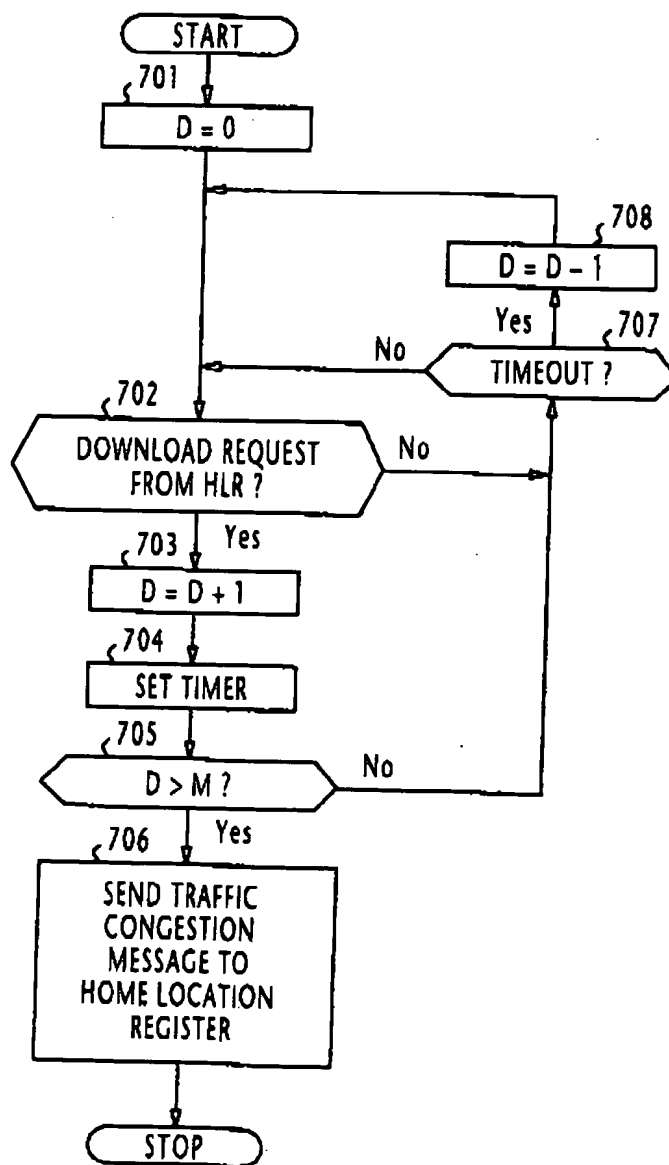 START
701
D = 0
708
D = D – 1
Yes
707
No
TIMEOUT ?
702
DOWNLOAD REQUEST
FROM HLR ?
No
Yes
703
D = D + 1
704
SET TIMER
705
D > M ?
No
Yes
706
SEND TRAFFIC
CONGESTION
MESSAGE TO
HOME LOCATION
REGISTER
STOP